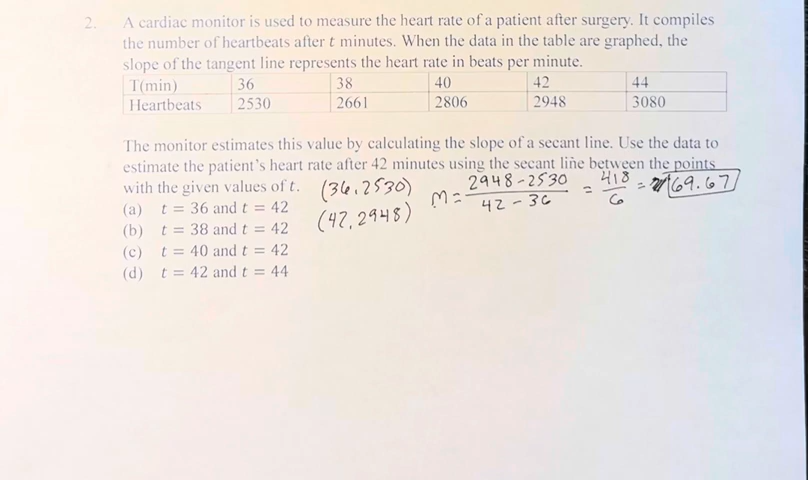 2. A cardiac monitor is used to measure the heart rate of a patient after surgery. It compiles
the number of heartbeats after t minutes. When the data in the table are graphed, the
slope of the tangent line represents the heart rate in beats per minute.
T(min) 36 38 40 42 44
Heartbeats 2530 2661 2806 2948 3080
The monitor estimates this value by calculating the slope of a secant line. Use the data to
estimate the patient's heart rate after 42 minutes using the secant line between the points
with the given values of t. (36, 2530) m = 2948-2530 / 42-36 = 418/6 = 69.67
(a) t = 36 and t = 42
(42, 2948)
(b) t = 38 and t = 42
(c) t = 40 and t = 42
(d) t = 42 and t = 44